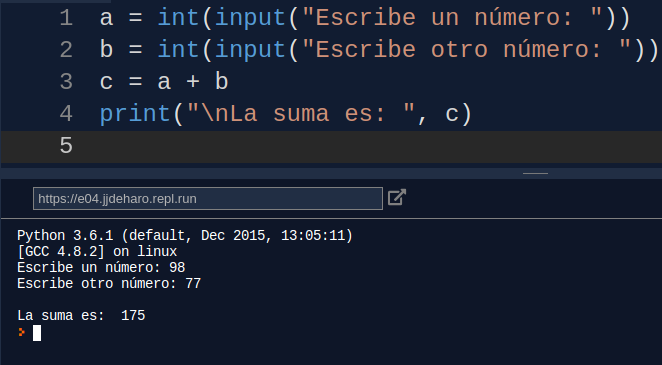 1 a = int(input("Escribe un número: "))
2 b = int(input("Escribe otro número: "))
3 c = a + b
4 print("\nLa suma es: ", c)
5
https://e04.jjdeharo.repl.run
Python 3.6.1 (default, Dec 2015, 13:05:11)
[GCC 4.8.2] on linux
Escribe un número: 98
Escribe otro número: 77
La suma es:  175
>